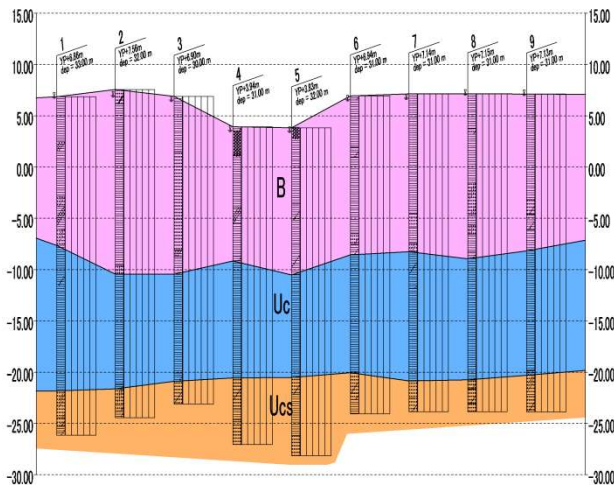 15.00
10.00
5.00
0.00
-5.00
-10.00
-15.00
-20.00
-25.00
-30.00
1
YP+6.86m
dep = 33.00 m
2
YP+7.56m
dep = 32.00 m
3
YP+6.90m
dep = 30.00 m
4
YP+3.94m
dep = 31.00 m
5
YP+3.83m
dep = 32.00 m
6
YP+6.94m
dep = 31.00 m
7
YP+7.14m
dep = 31.00 m
8
YP+7.15m
dep = 31.00 m
9
YP+7.13m
dep = 31.00 m
B
Uc
Ucs
15.00
10.00
5.00
0.00
-5.00
-10.00
-15.00
-20.00
-25.00
-30.00